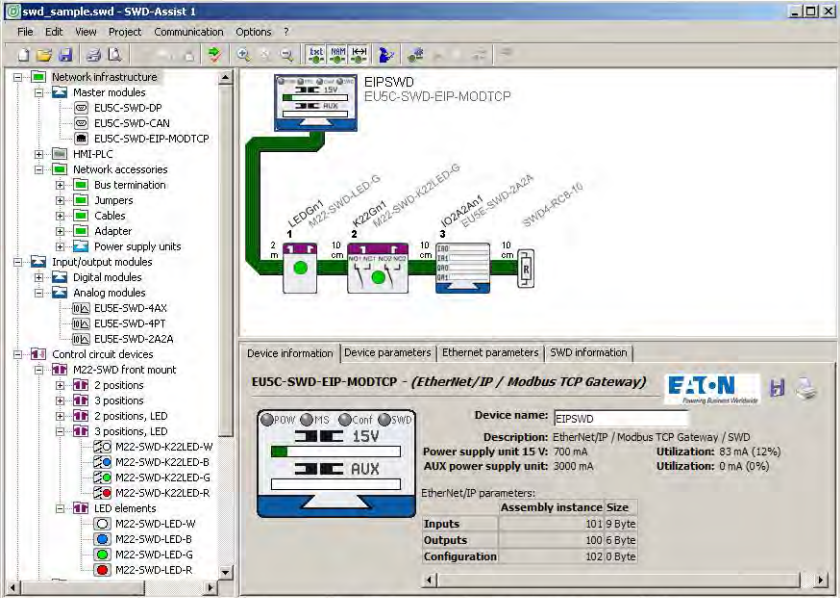 swd_sample.swd - SWD-Assist 1
File Edit View Project Communication Options ?
txt NAM
Network infrastructure
Master modules
EU5C-SWD-DP
EU5C-SWD-CAN
EU5C-SWD-EIP-MODTCP
HMI-PLC
Network accessories
Bus termination
Jumpers
Cables
Adapter
Power supply units
Input/output modules
Digital modules
Analog modules
EU5E-SWD-4AX
EU5E-SWD-4PT
EU5E-SWD-2A2A
Control circuit devices
M22-SWD front mount
2 positions
3 positions
2 positions, LED
3 positions, LED
M22-SWD-K22LED-W
M22-SWD-K22LED-B
M22-SWD-K22LED-G
M22-SWD-K22LED-R
LED elements
M22-SWD-LED-W
M22-SWD-LED-B
M22-SWD-LED-G
M22-SWD-LED-R
15V
AUX
EIPSWD
EU5C-SWD-EIP-MODTCP
LEDGn1
M22-SWD-LED-G
K22Gn1
M22-SWD-K22LED-G
IO2A2An1
EU5E-SWD-2A2A
SWD4-RC8-10
1 2 3
2 m
10 cm
10 cm
10 cm
NO1 NC1 NO2 NC2
IA0
IA1
QA0
QA1
R
Device information Device parameters Ethernet parameters SWD information
EU5C-SWD-EIP-MODTCP - (EtherNet/IP / Modbus TCP Gateway)
EATON
Powering Business Worldwide
POW MS Conf SWD
15V
AUX
Device name: EIPSWD
Description: EtherNet/IP / Modbus TCP Gateway / SWD
Power supply unit 15 V: 700 mA Utilization: 83 mA (12%)
AUX power supply unit: 3000 mA Utilization: 0 mA (0%)
EtherNet/IP parameters:
Assembly instance Size
Inputs 101 9 Byte
Outputs 100 6 Byte
Configuration 102 0 Byte